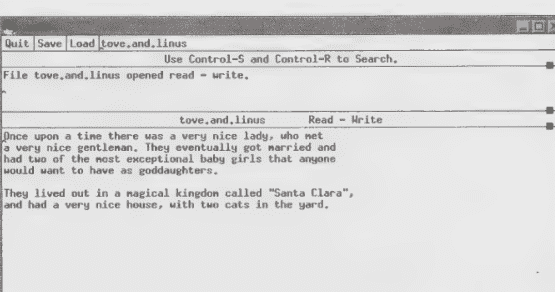 Quit Save Load tove.and.linus
Use Control-S and Control-R to Search.
File tove.and.linus opened read - write.
tove.and.linus Read - Write
Once upon a time there was a very nice lady, who met
a very nice gentleman. They eventually got married and
had two of the most exceptional baby girls that anyone
would want to have as goddaughters.
They lived out in a magical kingdom called "Santa Clara",
and had a very nice house, with two cats in the yard.